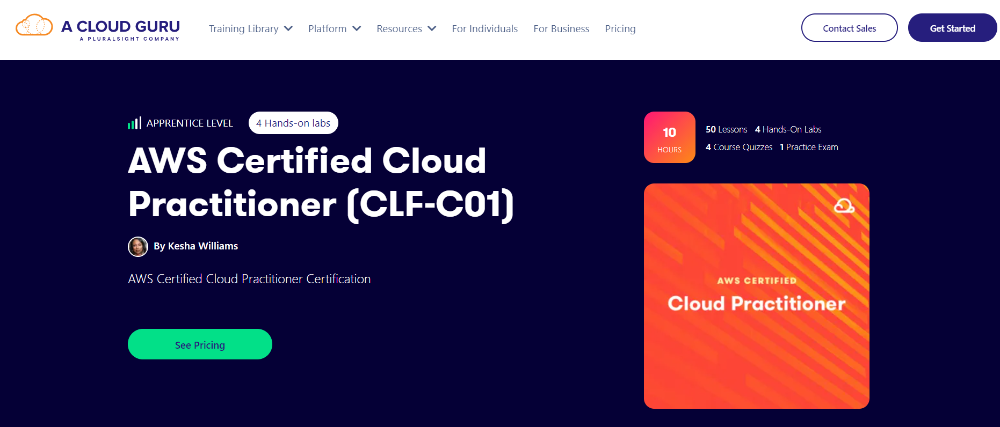 A CLOUD GURU
A PLURALSIGHT COMPANY
Training Library
Platform
Resources
For Individuals
For Business
Pricing
Contact Sales
Get Started
APPRENTICE LEVEL
4 Hands-on labs
AWS Certified Cloud
Practitioner (CLF-C01)
By Kesha Williams
AWS Certified Cloud Practitioner Certification
See Pricing
10
HOURS
50 Lessons 4 Hands-On Labs
4 Course Quizzes 1 Practice Exam
AWS CERTIFIED
Cloud Practitioner